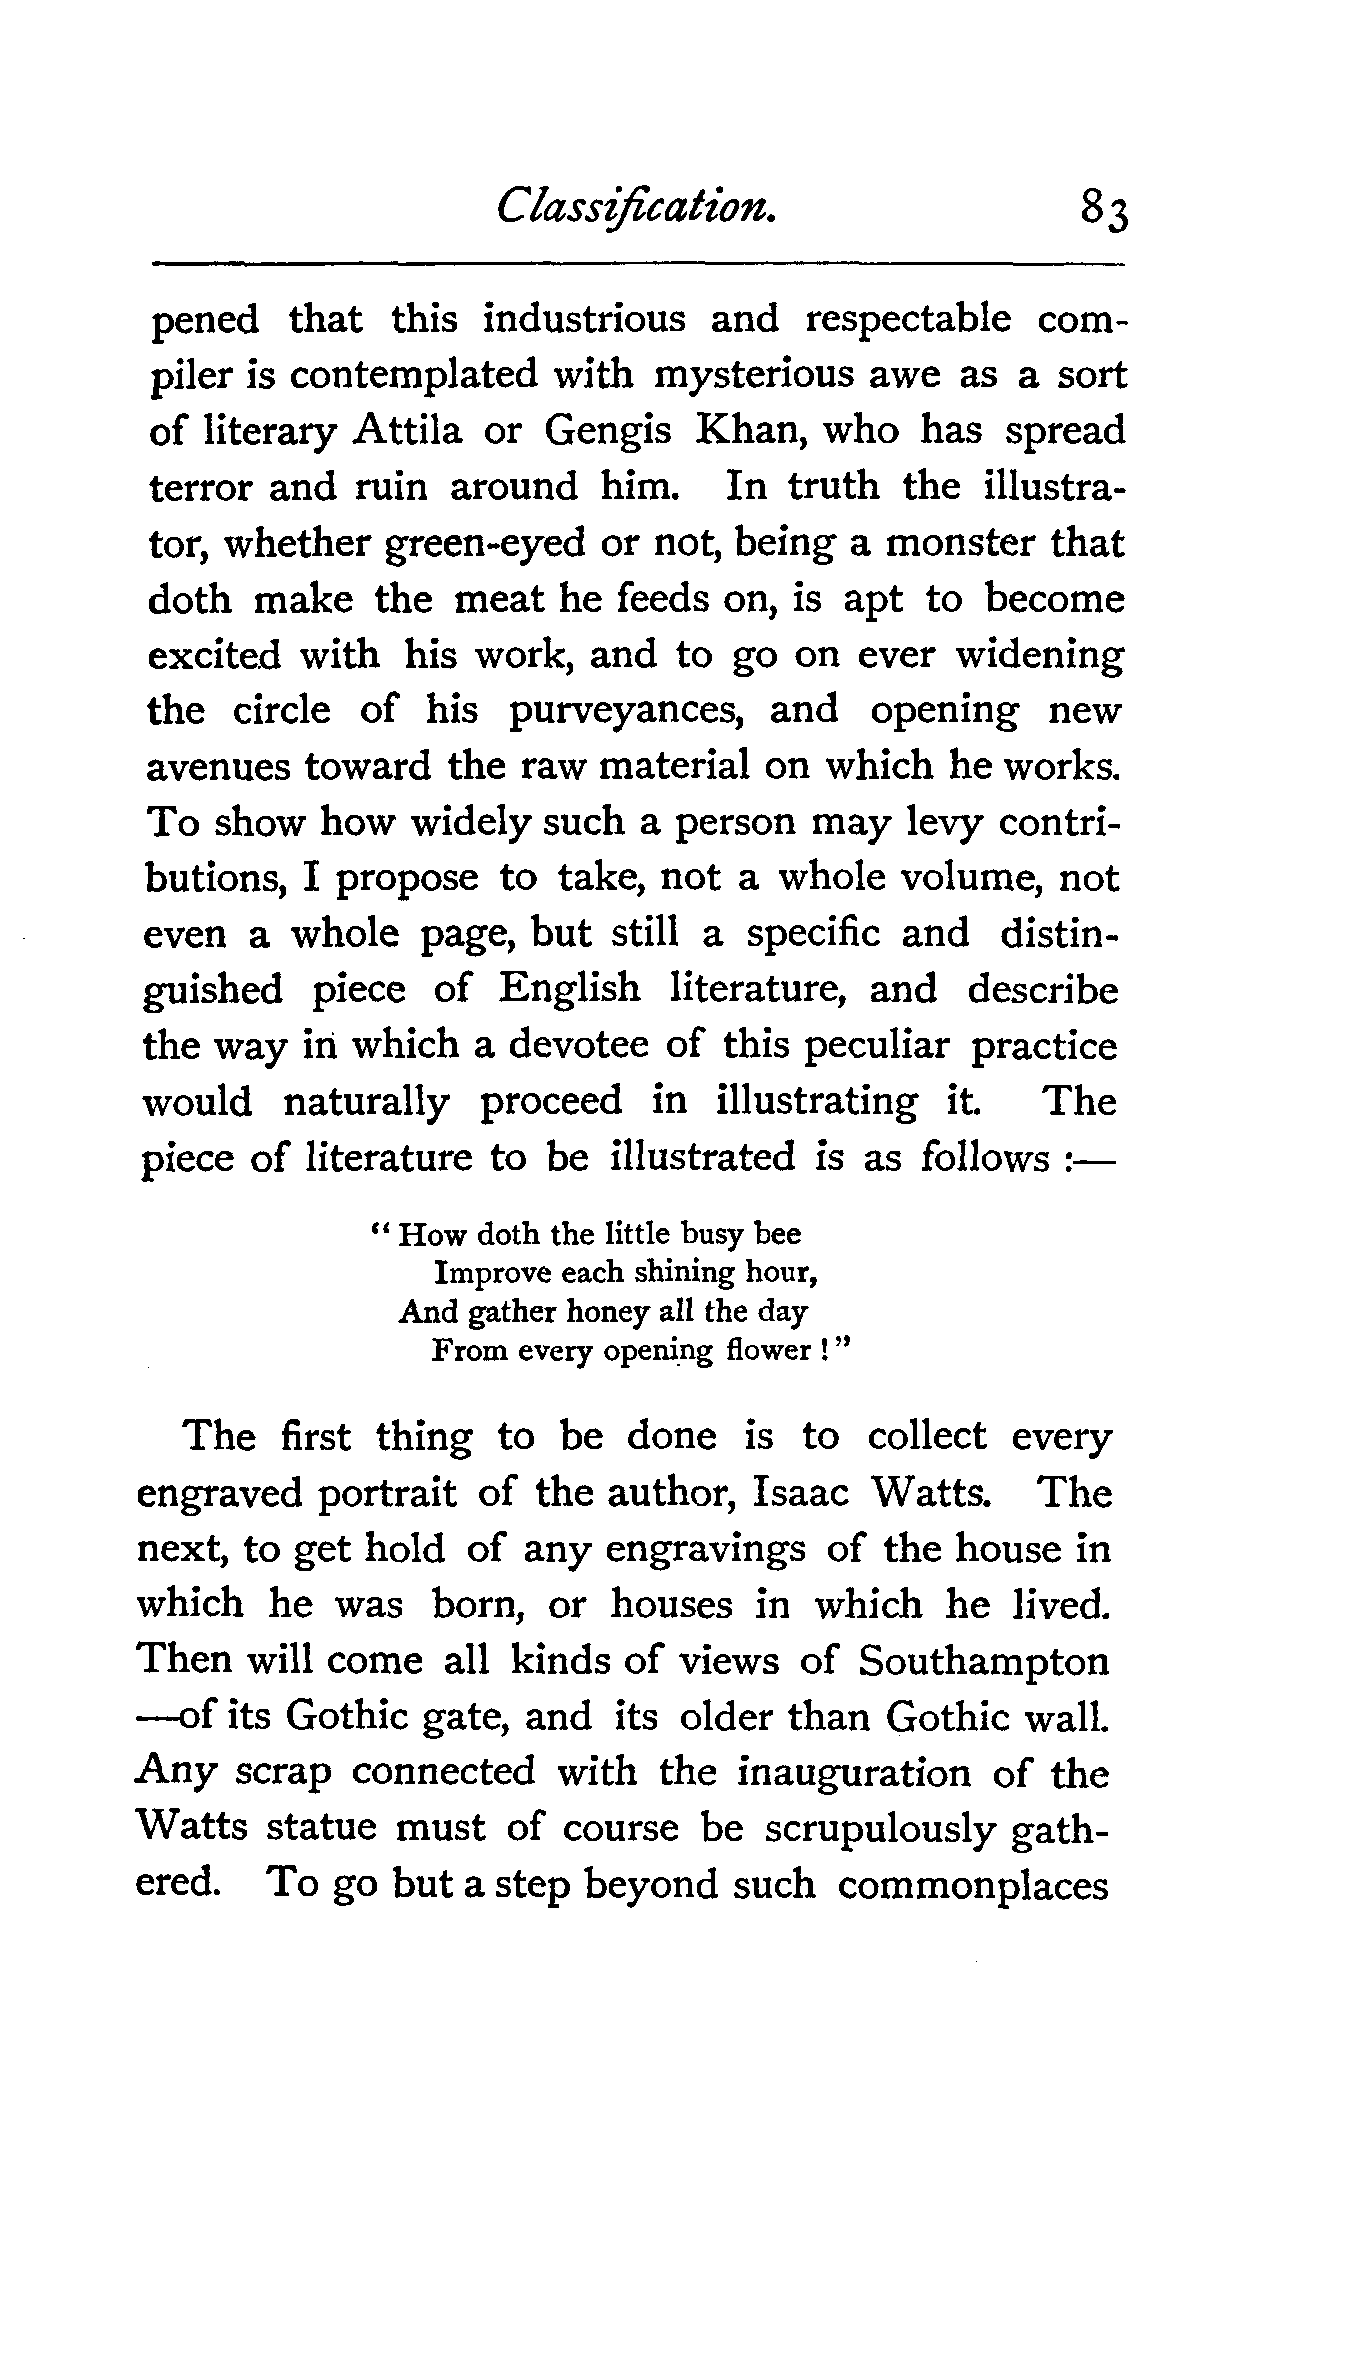 Classification. 83
pened that this industrious and respectable com-
piler is contemplated with mysterious awe as a sort
of literary Attila or Gengis Khan, who has spread
terror and ruin around him. In truth the illustra-
tor, whether green-eyed or not, being a monster that
doth make the meat he feeds on, is apt to become
excited with his work, and to go on ever widening
the circle of his purveyances, and opening new
avenues toward the raw material on which he works.
To show how widely such a person may levy contri-
butions, I propose to take, not a whole volume, not
even a whole page, but still a specific and distin-
guished piece of English literature, and describe
the way in which a devotee of this peculiar practice
would naturally proceed in illustrating it. The
piece of literature to be illustrated is as follows :—
“ How doth the little busy bee
Improve each shining hour,
And gather honey all the day
From every opening flower ! ”
The first thing to be done is to collect every
engraved portrait of the author, Isaac Watts. The
next, to get hold of any engravings of the house in
which he was born, or houses in which he lived.
Then will come all kinds of views of Southampton
—of its Gothic gate, and its older than Gothic wall.
Any scrap connected with the inauguration of the
Watts statue must of course be scrupulously gath-
ered. To go but a step beyond such commonplaces